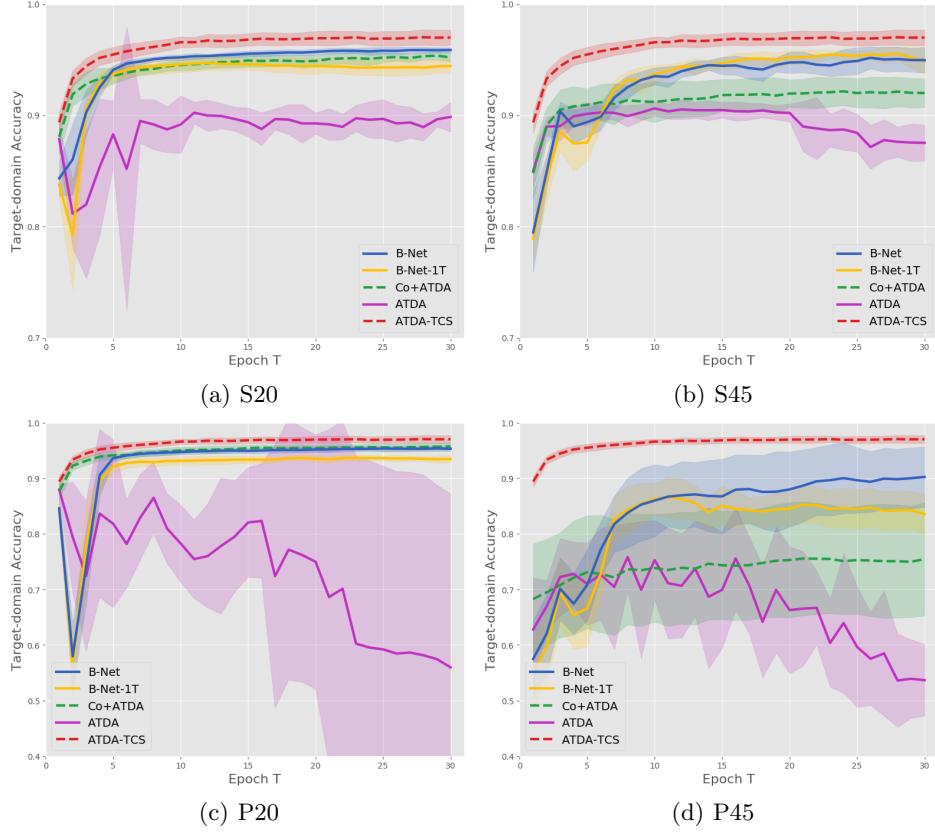 1.0
0.9
0.8
0.7
Target-domain Accuracy
0
5
10
15
20
25
30
Epoch T
B-Net
B-Net-1T
Co+ATDA
ATDA
ATDA-TCS
(a) S20
1.0
0.9
0.8
0.7
Target-domain Accuracy
0
5
10
15
20
25
30
Epoch T
B-Net
B-Net-1T
Co+ATDA
ATDA
ATDA-TCS
(b) S45
1.0
0.9
0.8
0.7
0.6
0.5
0.4
Target-domain Accuracy
0
5
10
15
20
25
30
Epoch T
B-Net
B-Net-1T
Co+ATDA
ATDA
ATDA-TCS
(c) P20
1.0
0.9
0.8
0.7
0.6
0.5
0.4
Target-domain Accuracy
0
5
10
15
20
25
30
Epoch T
B-Net
B-Net-1T
Co+ATDA
ATDA
ATDA-TCS
(d) P45